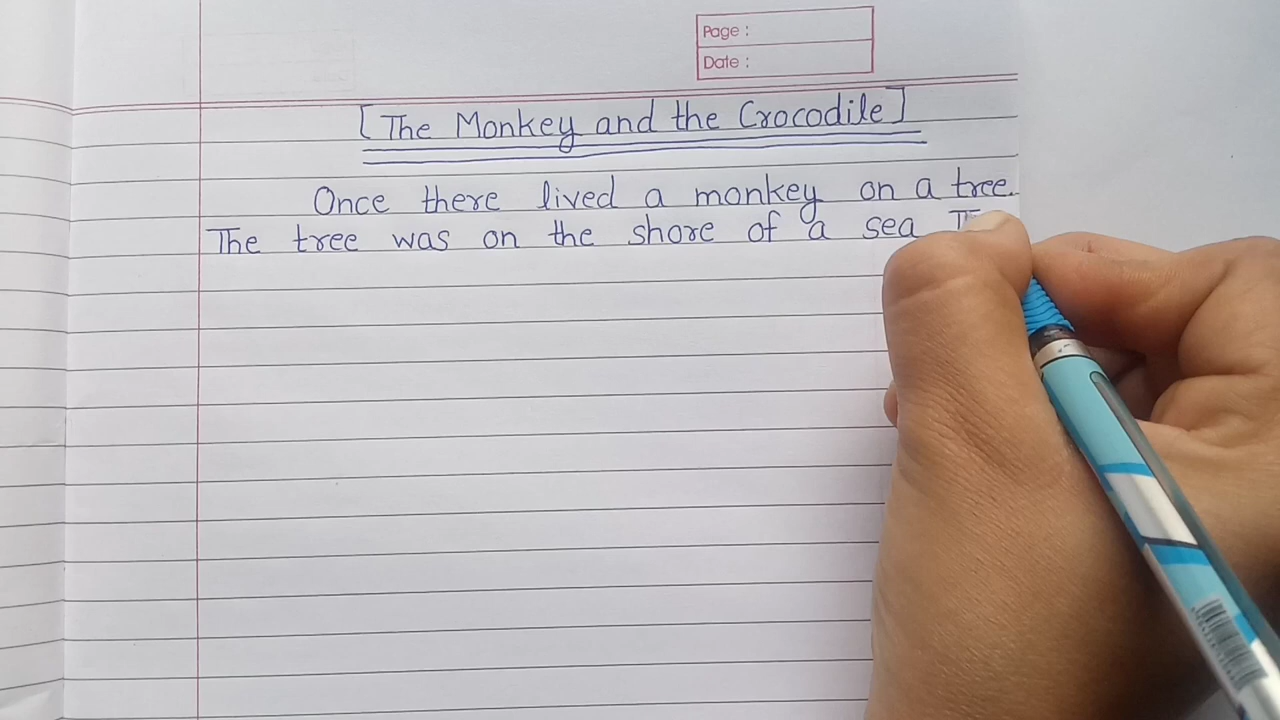 Page :
Date :
[The Monkey and the Crocodile]
Once there lived a monkey on a tree.
The tree was on the shore of a sea